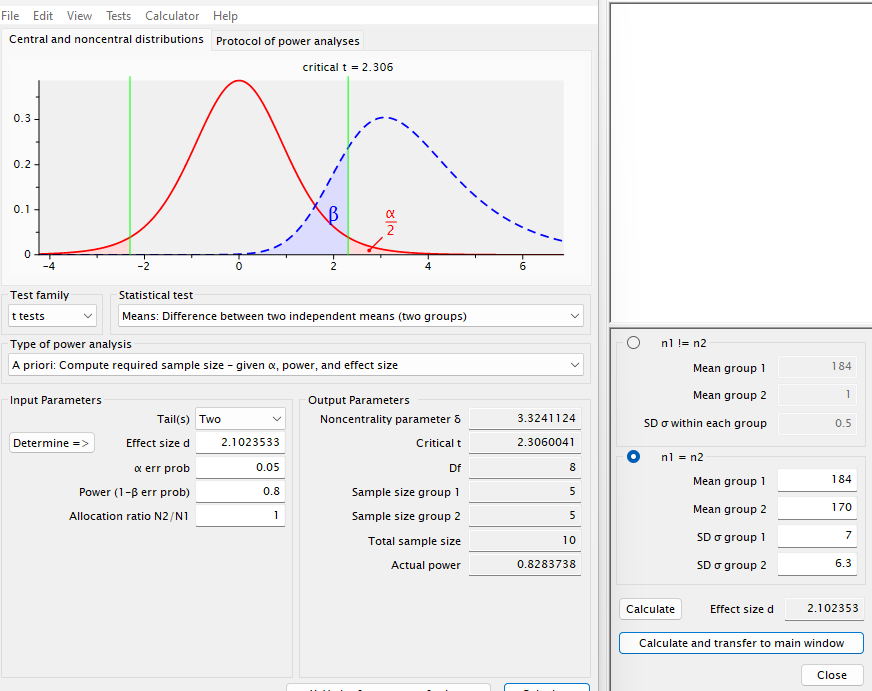 File Edit View Tests Calculator Help
Central and noncentral distributions Protocol of power analyses
critical t = 2.306
0.3
0.2
0.1
0
β
α
2
-4 -2 0 2 4 6
Test family Statistical test
t tests Means: Difference between two independent means (two groups)
Type of power analysis
A priori: Compute required sample size - given α, power, and effect size
Input Parameters
Tail(s) Two
Determine => Effect size d 2.1023533
α err prob 0.05
Power (1-β err prob) 0.8
Allocation ratio N2/N1 1
Output Parameters
Noncentrality parameter δ 3.3241124
Critical t 2.3060041
Df 8
Sample size group 1 5
Sample size group 2 5
Total sample size 10
Actual power 0.8283738
n1 != n2
Mean group 1 184
Mean group 2 1
SD σ within each group 0.5
n1 = n2
Mean group 1 184
Mean group 2 170
SD σ group 1 7
SD σ group 2 6.3
Calculate Effect size d 2.102353
Calculate and transfer to main window
Close